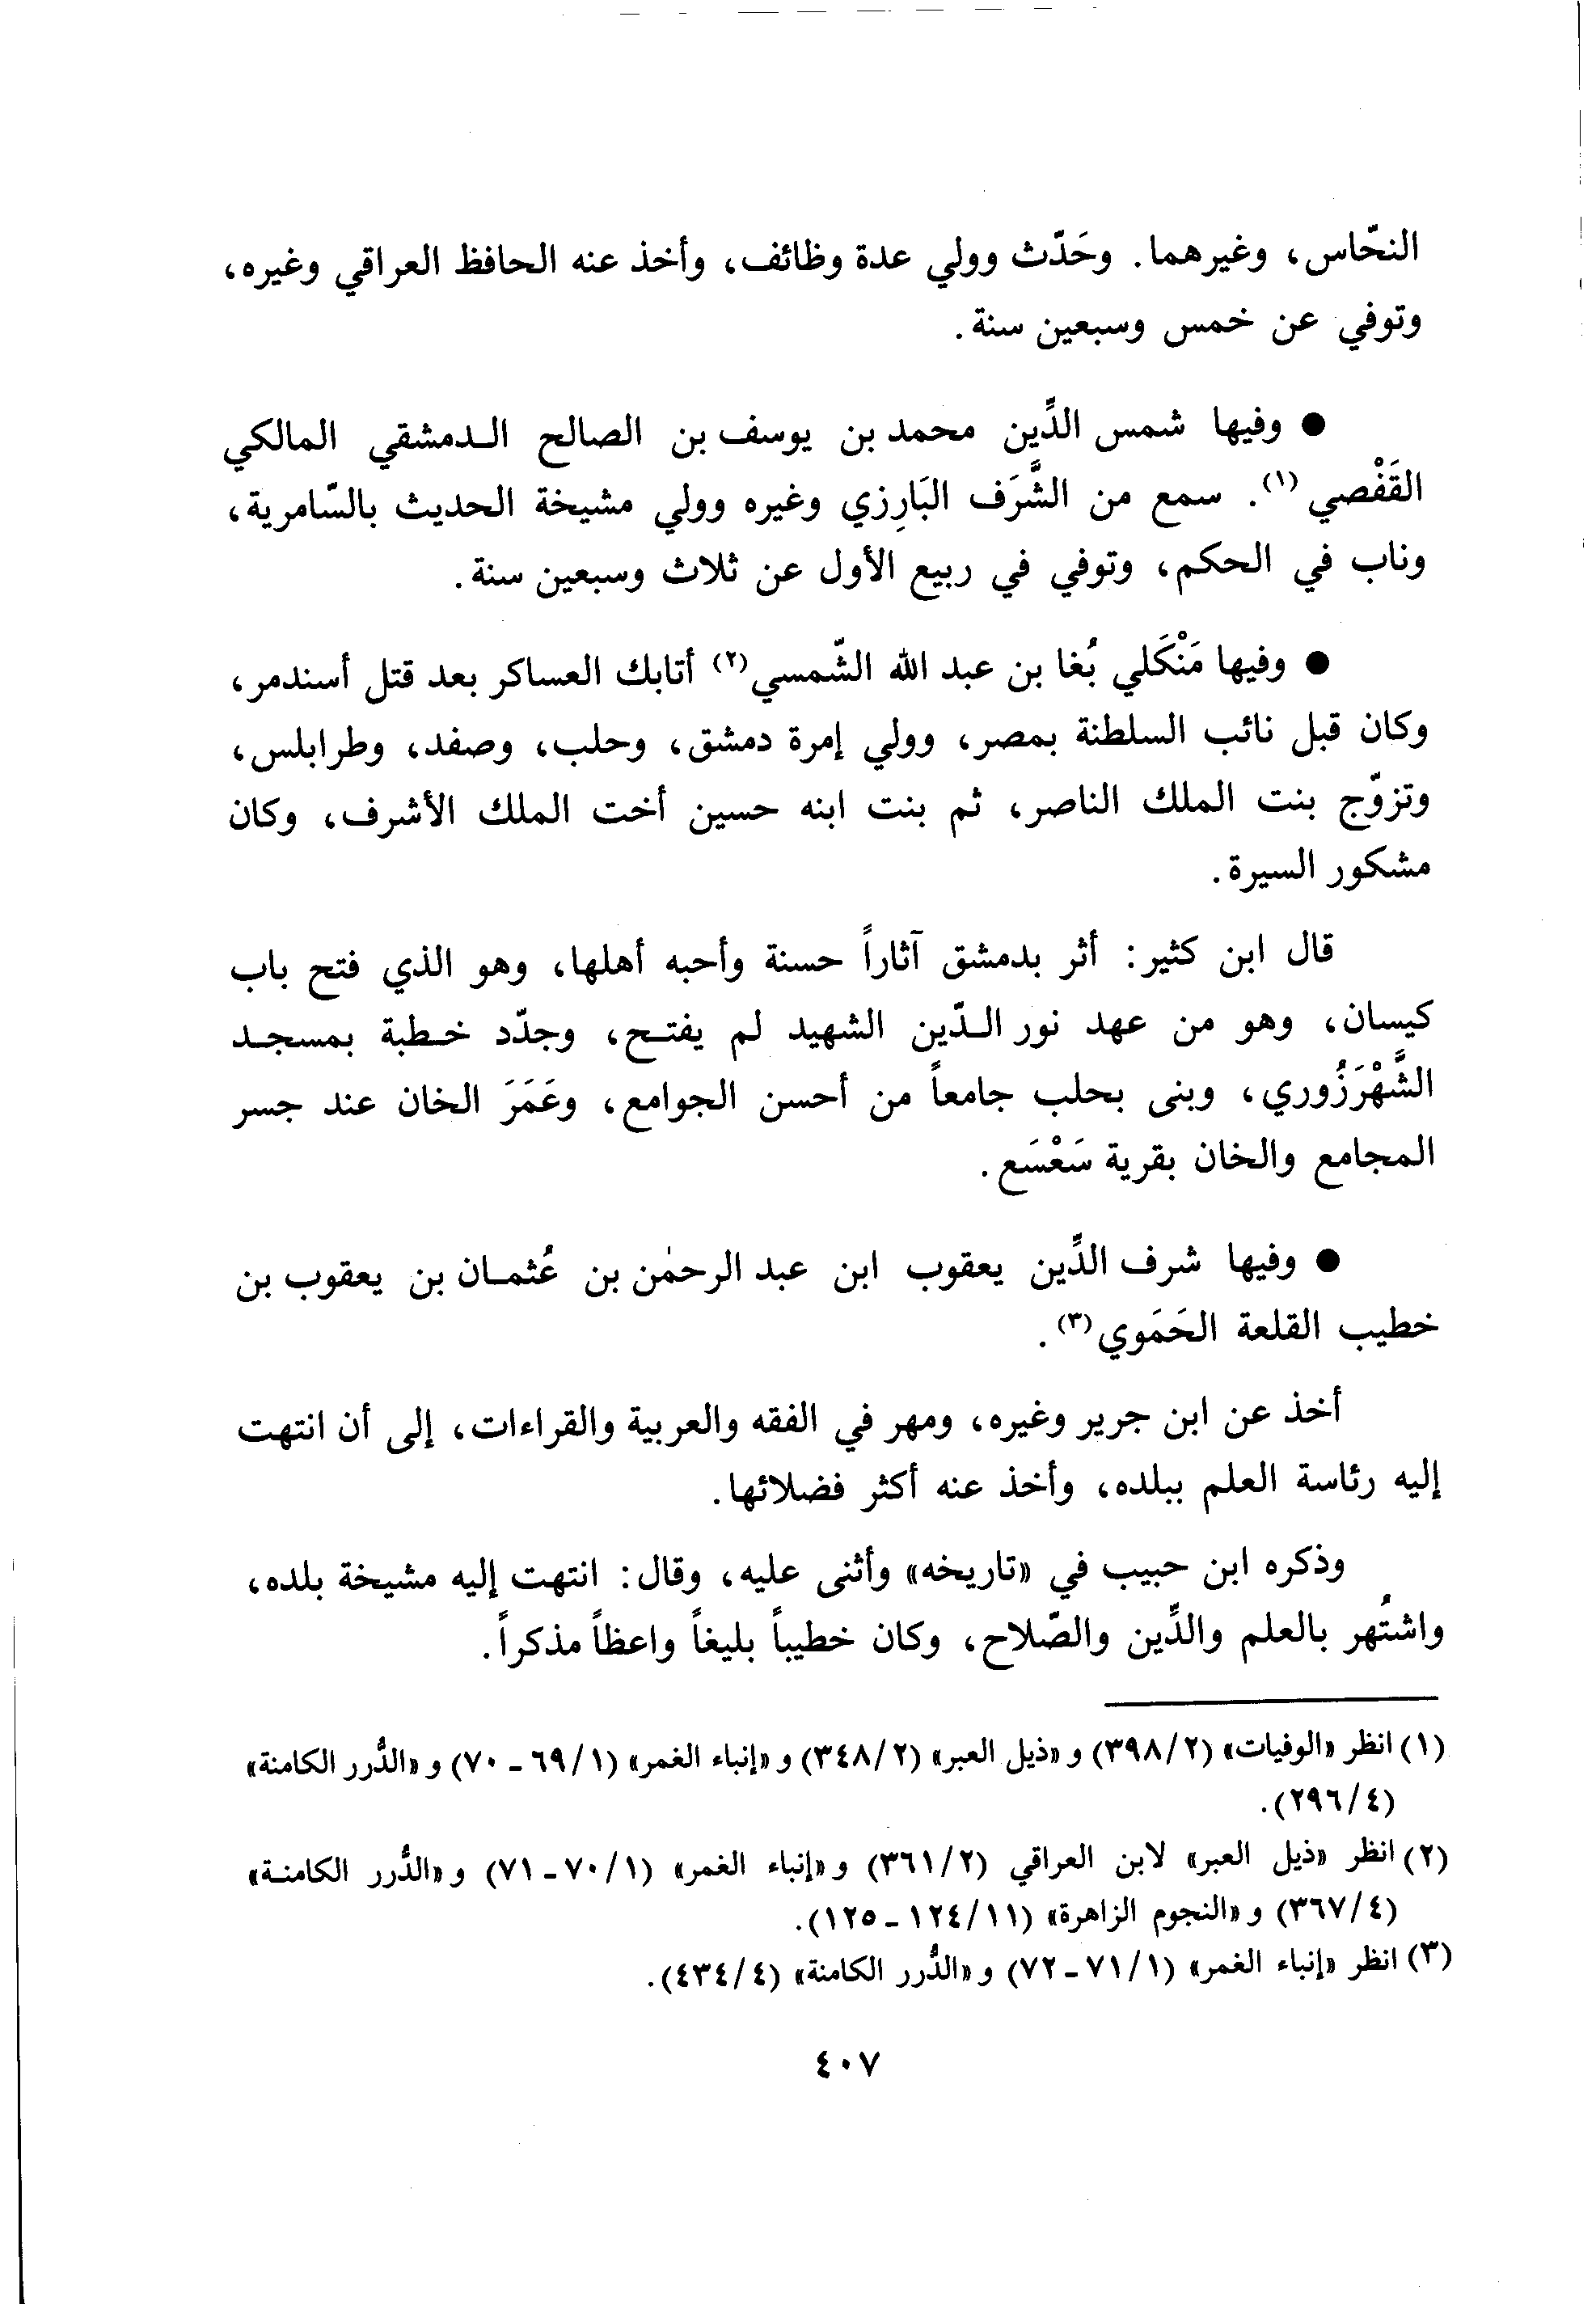 النحّاس، وغيرهما. وحَدّث وولي عدة وظائف، وأخذ عنه الحافظ العراقي وغيره،
وتوفي عن خمس وسبعين سنة.
● وفيها شمس الدِّين محمد بن يوسف بن الصالح الـدمشقي المالكي
القَفْصي (١). سمع من الشَّرَف البَارِزي وغيره وولي مشيخة الحديث بالسّامرية،
وناب في الحكم، وتوفي في ربيع الأول عن ثلاث وسبعين سنة.
● وفيها مَنْكَلي بُغا بن عبد الله الشّمسي(٢) أتابك العساكر بعد قتل أسندمر،
وكان قبل نائب السلطنة بمصر، وولي إمرة دمشق، وحلب، وصفد، وطرابلس،
وتزوّج بنت الملك الناصر، ثم بنت ابنه حسين أخت الملك الأشرف، وكان
مشكور السيرة.
قال ابن كثير: أثر بدمشق آثاراً حسنة وأحبه أهلها، وهو الذي فتح باب
كيسان، وهو من عهد نور الـدّين الشهيد لم يفتـح، وجدّد خـطبة بمسجـد
الشَّهْرَزُوري، وبنى بحلب جامعاً من أحسن الجوامع، وعَمَرَ الخان عند جسر
المجامع والخان بقرية سَعْسَع.
● وفيها شرف الدِّين يعقوب ابن عبد الرحمٰن بن عُثمـان بن يعقوب بن
خطيب القلعة الحَمَوي(٣).
أخذ عن ابن جرير وغيره، ومهر في الفقه والعربية والقراءات، إلى أن انتهت
إليه رئاسة العلم ببلده، وأخذ عنه أكثر فضلائها.
وذكره ابن حبيب في «تاريخه» وأثنى عليه، وقال: انتهت إليه مشيخة بلده،
واشتُهر بالعلم والدِّين والصّلاح، وكان خطيباً بليغاً واعظاً مذكراً.
(١) انظر «الوفيات» (٣٩٨/٢) و «ذيل العبر» (٣٤٨/٢) و «إنباء الغمر» (٦٩/١ - ٧٠) و «الدُّرر الكامنة»
(٢٩٦/٤).
(٢) انظر «ذيل العبر» لابن العراقي (٣٦١/٢) و «إنباء الغمر» (٧٠/١ - ٧١) و «الدُّرر الكامنـة»
(٣٦٧/٤) و «النجوم الزاهرة» (١٢٤/١١ - ١٢٥).
(٣) انظر «إنباء الغمر» (٧١/١ - ٧٢) و «الدُّرر الكامنة» (٤٣٤/٤).
٤٠٧